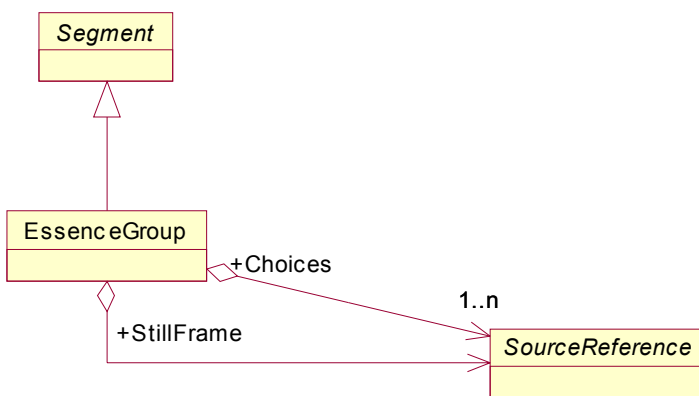 Segment
EssenceGroup
+Choices
1..n
+StillFrame
SourceReference